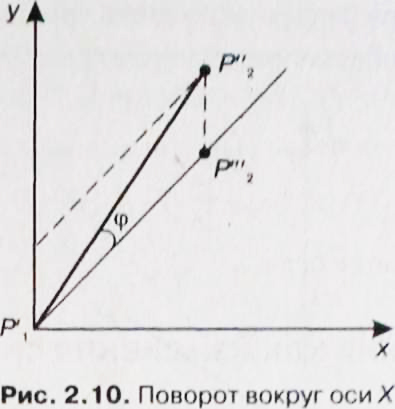 y
P''₂
P'''₂
φ
P'₁
x
Рис. 2.10. Поворот вокруг оси X